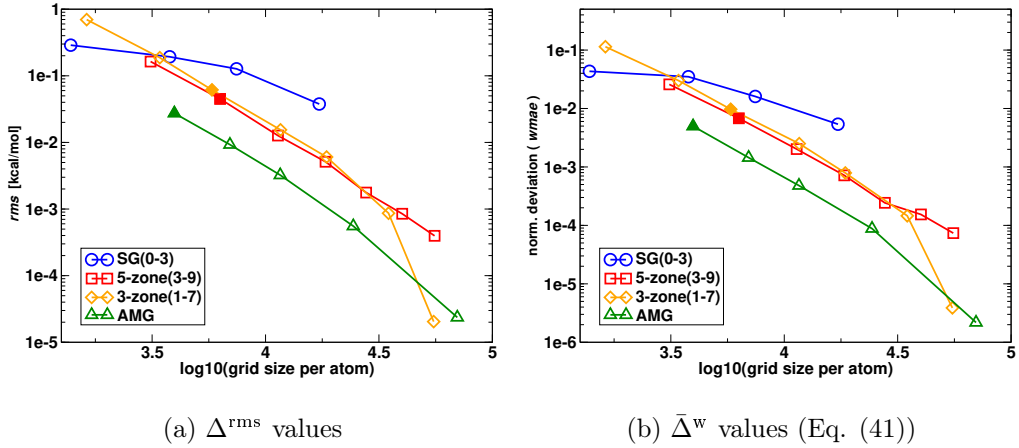 1
1e-1
1e-2
1e-3
1e-4
1e-5
rms [kcal/mol]
SG(0-3)
5-zone(3-9)
3-zone(1-7)
AMG
3.5 4 4.5 5
log10(grid size per atom)
(a) Δ^rms values
1e-1
1e-2
1e-3
1e-4
1e-5
1e-6
norm. deviation ( wmae )
SG(0-3)
5-zone(3-9)
3-zone(1-7)
AMG
3.5 4 4.5 5
log10(grid size per atom)
(b) Δ̄^w values (Eq. (41))